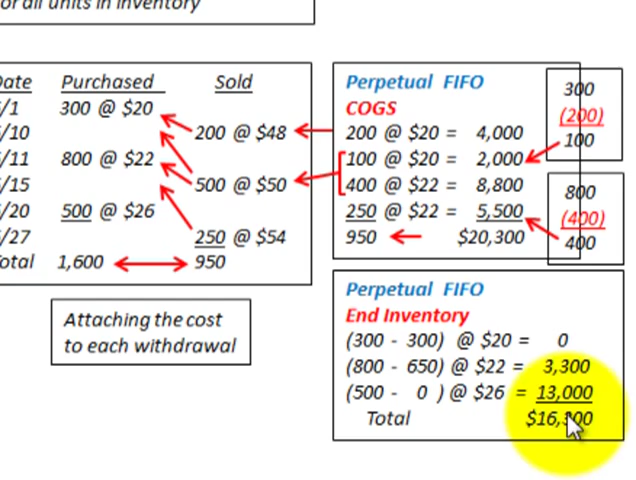 for all units in inventory
Date Purchased Sold
/1 300 @ $20
/10 200 @ $48
/11 800 @ $22
/15 500 @ $50
/20 500 @ $26
/27 250 @ $54
Total 1,600 950
Attaching the cost
to each withdrawal
Perpetual FIFO
COGS
200 @ $20 = 4,000
100 @ $20 = 2,000
400 @ $22 = 8,800
250 @ $22 = 5,500
950 $20,300
300
(200)
100
800
(400)
400
Perpetual FIFO
End Inventory
(300 - 300) @ $20 = 0
(800 - 650) @ $22 = 3,300
(500 - 0 ) @ $26 = 13,000
Total $16,300